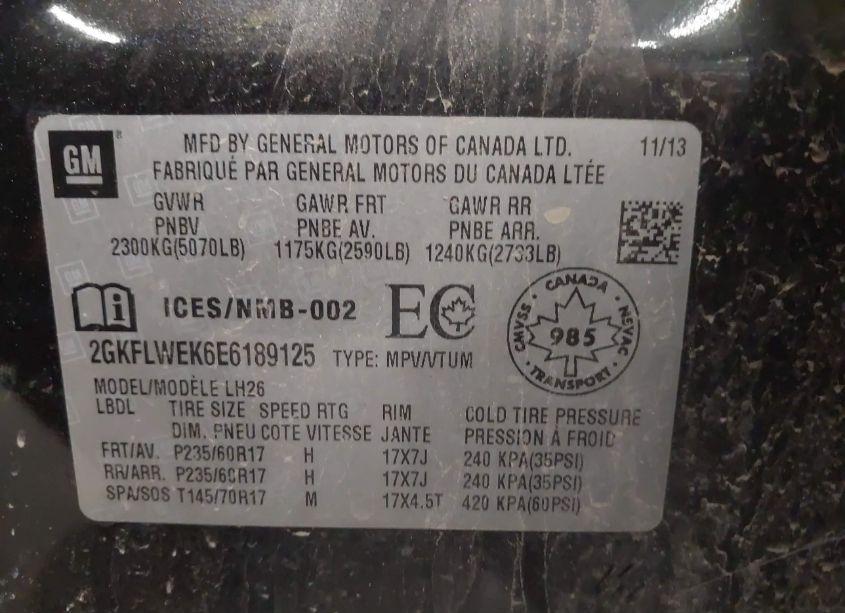 GM
MFD BY GENERAL MOTORS OF CANADA LTD. 11/13
FABRIQUÉ PAR GENERAL MOTORS DU CANADA LTÉE
GVWR GAWR FRT GAWR RR
PNBV PNBE AV. PNBE ARR.
2300KG(5070LB) 1175KG(2590LB) 1240KG(2733LB)
ICES/NMB-002 EC
CANADA
CMVSS 985 NSVAC
TRANSPORT
2GKFLWEK6E6189125 TYPE: MPV/VTUM
MODEL/MODÈLE LH26
LBDL TIRE SIZE SPEED RTG RIM COLD TIRE PRESSURE
DIM. PNEU COTE VITESSE JANTE PRESSION À FROID
FRT/AV. P235/60R17 H 17X7J 240 KPA(35PSI)
RR/ARR. P235/60R17 H 17X7J 240 KPA(35PSI)
SPA/SOS T145/70R17 M 17X4.5T 420 KPA(60PSI)